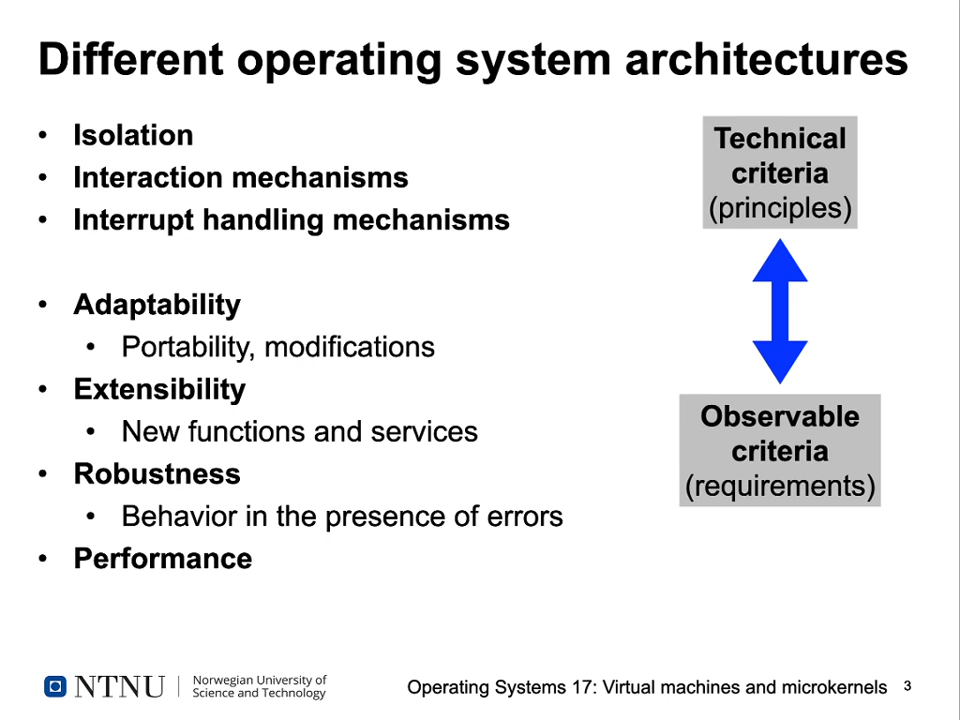 Different operating system architectures
• Isolation
• Interaction mechanisms
• Interrupt handling mechanisms
• Adaptability
• Portability, modifications
• Extensibility
• New functions and services
• Robustness
• Behavior in the presence of errors
• Performance
Technical
criteria
(principles)
Observable
criteria
(requirements)
NTNU
Norwegian University of
Science and Technology
Operating Systems 17: Virtual machines and microkernels 3